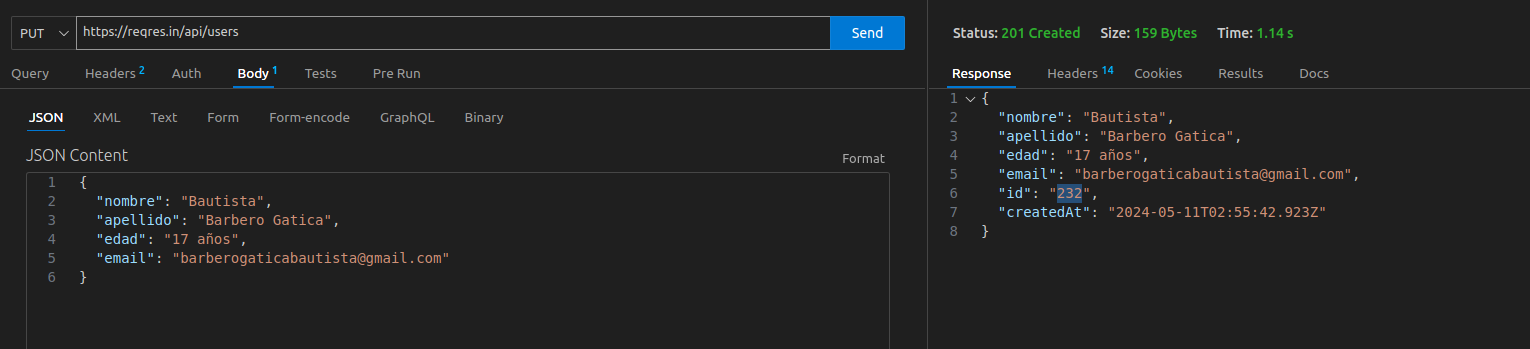 PUT https://reqres.in/api/users Send
Query Headers 2 Auth Body 1 Tests Pre Run
JSON XML Text Form Form-encode GraphQL Binary
JSON Content Format
1 {
2 "nombre": "Bautista",
3 "apellido": "Barbero Gatica",
4 "edad": "17 años",
5 "email": "barberogaticabautista@gmail.com"
6 }
Status: 201 Created Size: 159 Bytes Time: 1.14 s
Response Headers 14 Cookies Results Docs
1 {
2 "nombre": "Bautista",
3 "apellido": "Barbero Gatica",
4 "edad": "17 años",
5 "email": "barberogaticabautista@gmail.com",
6 "id": "232",
7 "createdAt": "2024-05-11T02:55:42.923Z"
8 }